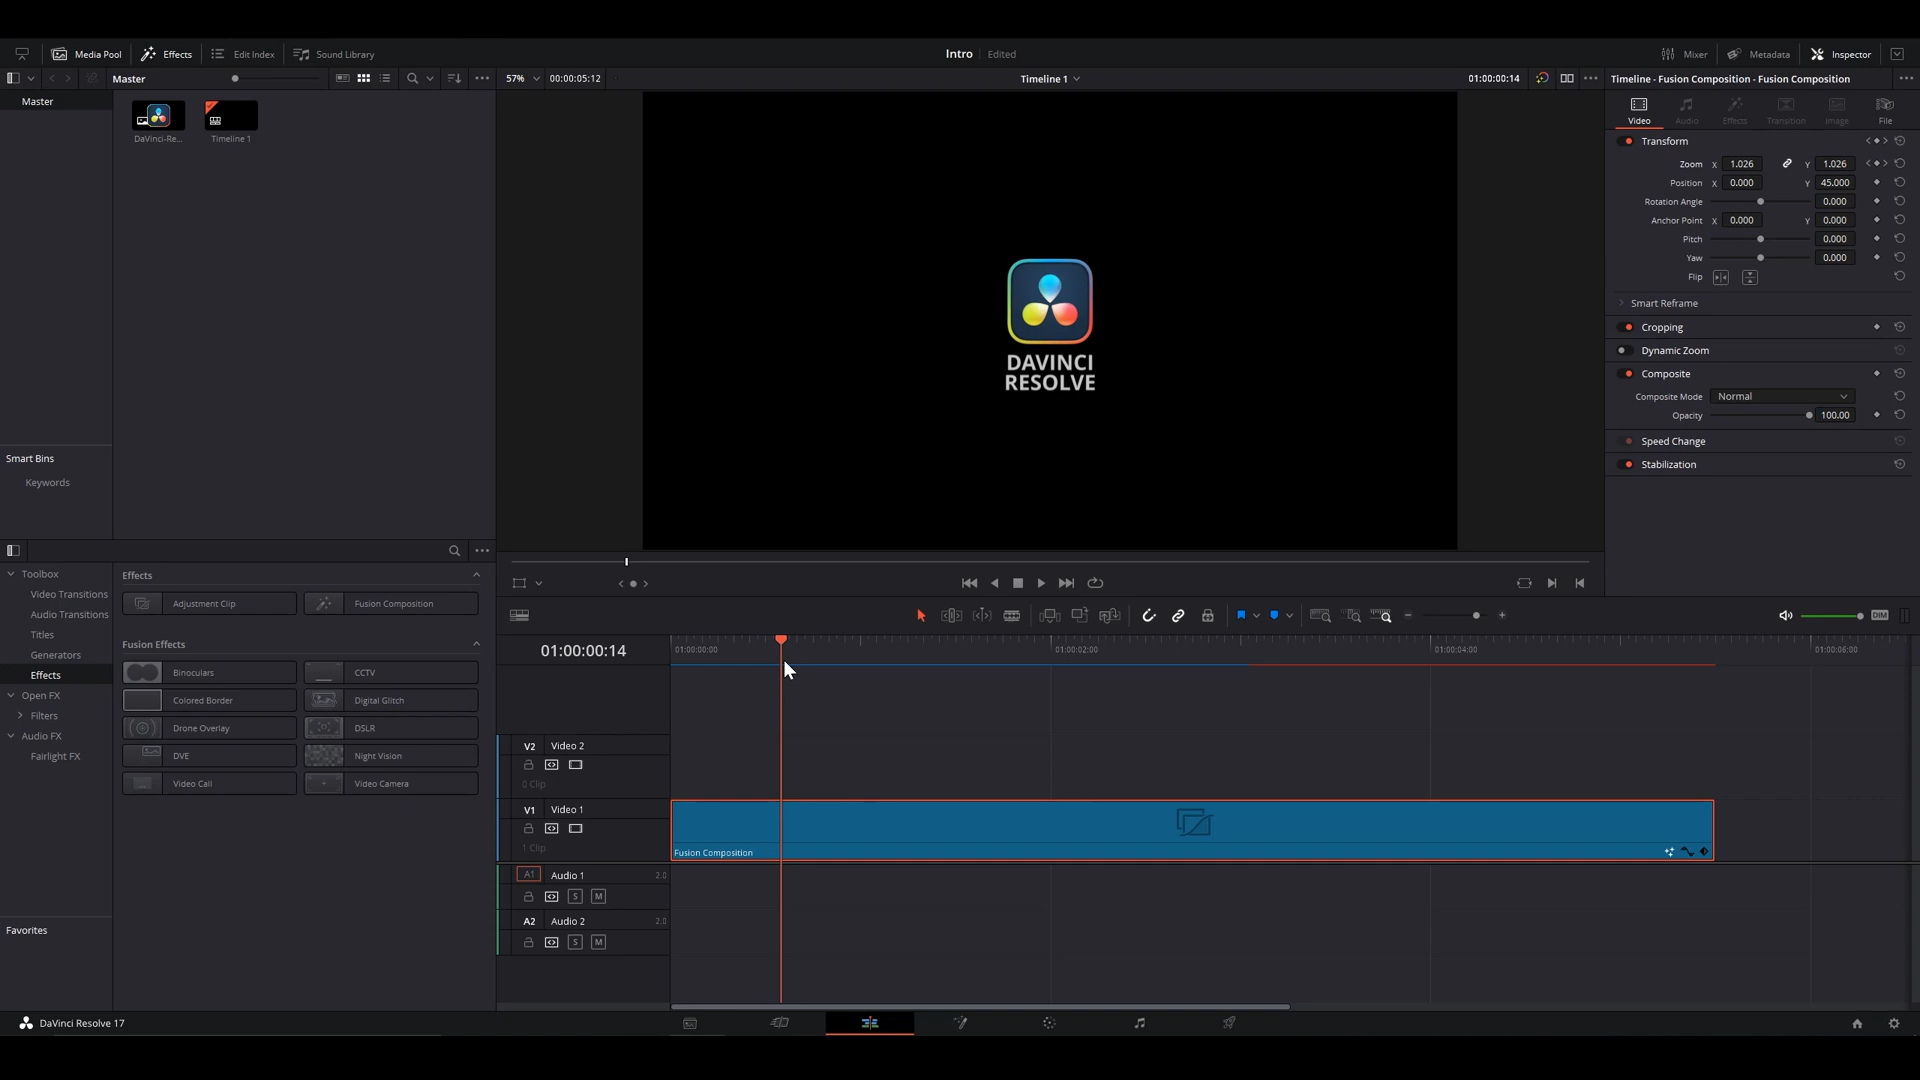 Media Pool Effects Edit Index Sound Library Intro Edited Mixer Metadata Inspector
Master 57% 00:00:05:12 Timeline 1 01:00:00:14 Timeline - Fusion Composition - Fusion Composition
Master
DaVinci-Re...
Timeline 1
Video Audio Effects Transition Image File
Transform
Zoom X 1.026 Y 1.026
Position X 0.000 Y 45.000
Rotation Angle 0.000
Anchor Point X 0.000 Y 0.000
Pitch 0.000
Yaw 0.000
Flip
Smart Reframe
Cropping
Dynamic Zoom
Composite
Composite Mode Normal
Opacity 100.00
Speed Change
Stabilization
DAVINCI
RESOLVE
Smart Bins
Keywords
Toolbox
Video Transitions
Audio Transitions
Titles
Generators
Effects
Open FX
Filters
Audio FX
Fairlight FX
Favorites
Effects
Adjustment Clip Fusion Composition
Fusion Effects
Binoculars CCTV
Colored Border Digital Glitch
Drone Overlay DSLR
DVE Night Vision
Video Call Video Camera
DIM
01:00:00:14 01:00:00:00 01:00:02:00 01:00:04:00 01:00:06:00
V2 Video 2
0 Clip
V1 Video 1
1 Clip
Fusion Composition
A1 Audio 1 2.0
S M
A2 Audio 2 2.0
S M
DaVinci Resolve 17